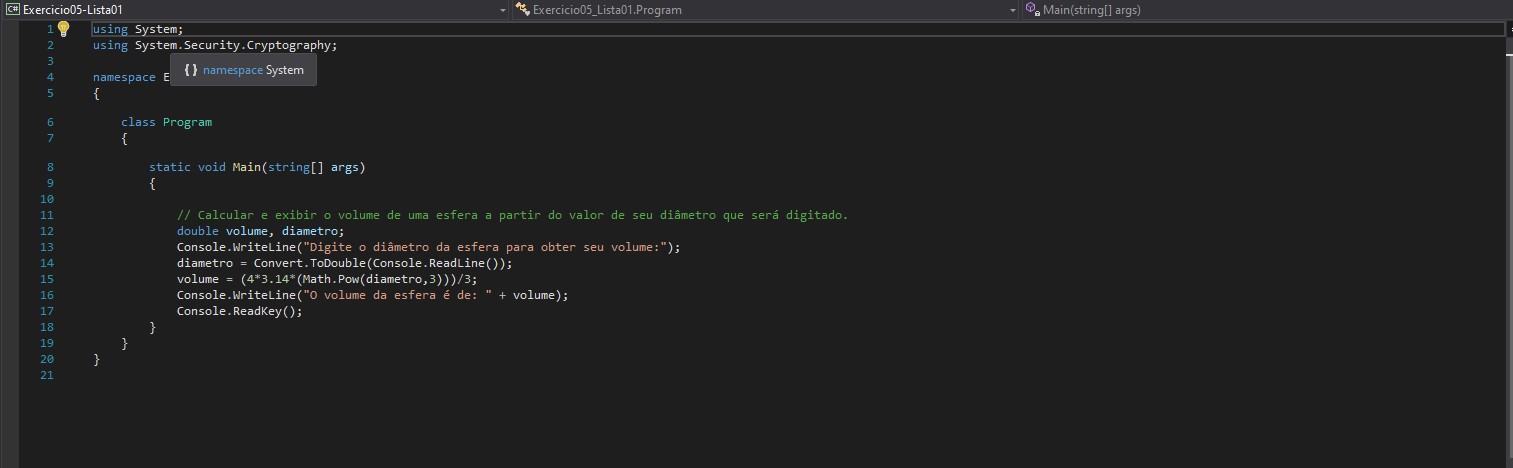 Exercicio05-Lista01 Exercicio05_Lista01.Program Main(string[] args)
1 using System;
2 using System.Security.Cryptography;
3
{} namespace System
4 namespace E
5 {
6 class Program
7 {
8 static void Main(string[] args)
9 {
10
11 // Calcular e exibir o volume de uma esfera a partir do valor de seu diâmetro que será digitado.
12 double volume, diametro;
13 Console.WriteLine("Digite o diâmetro da esfera para obter seu volume:");
14 diametro = Convert.ToDouble(Console.ReadLine());
15 volume = (4*3.14*(Math.Pow(diametro,3)))/3;
16 Console.WriteLine("O volume da esfera é de: " + volume);
17 Console.ReadKey();
18 }
19 }
20 }
21